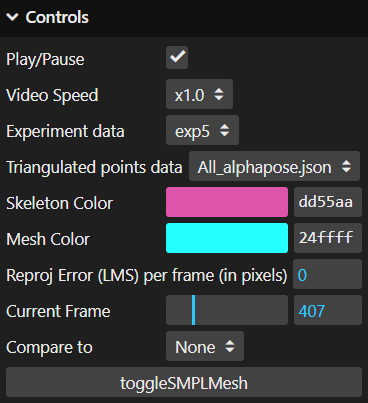 Controls
Play/Pause
Video Speed x1.0
Experiment data exp5
Triangulated points data All_alphapose.json
Skeleton Color dd55aa
Mesh Color 24ffff
Reproj Error (LMS) per frame (in pixels) 0
Current Frame 407
Compare to None
toggleSMPLMesh